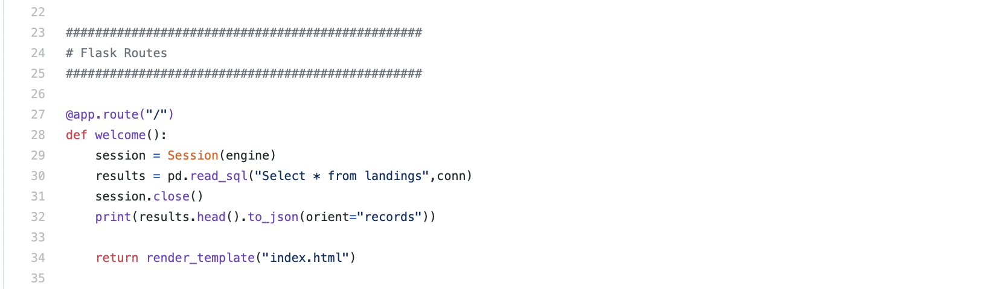 22
23 #################################################
24 # Flask Routes
25 #################################################
26
27 @app.route("/")
28 def welcome():
29     session = Session(engine)
30     results = pd.read_sql("Select * from landings",conn)
31     session.close()
32     print(results.head().to_json(orient="records"))
33
34     return render_template("index.html")
35